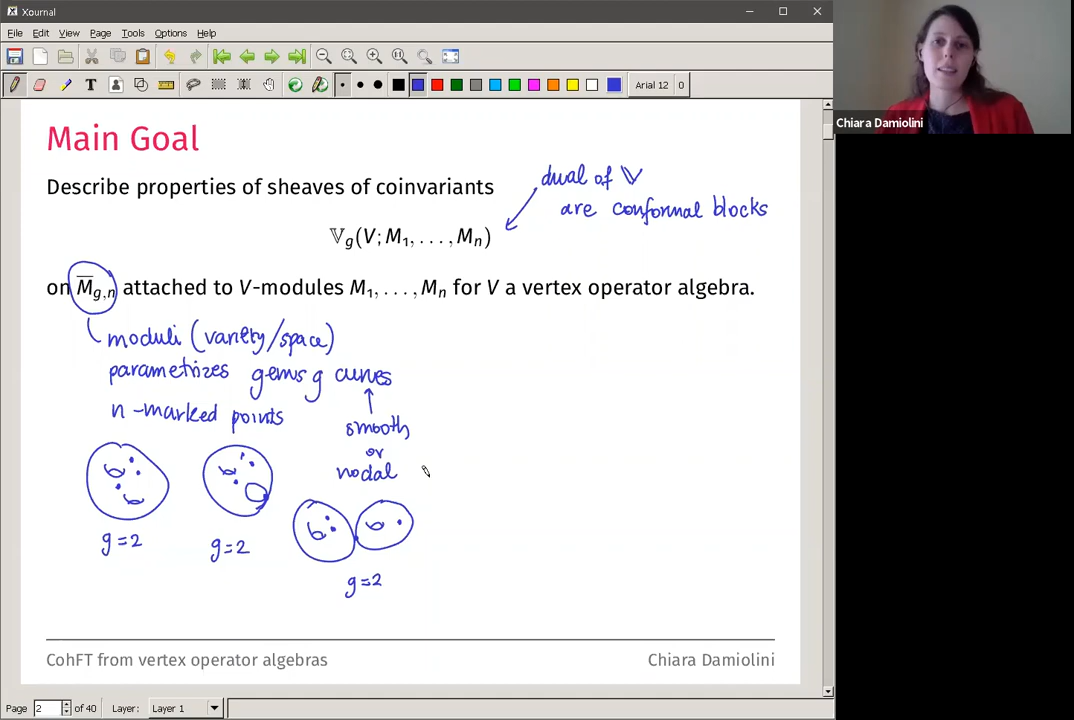 Xournal
File Edit View Page Tools Options Help
Arial 12 0
Main Goal
Describe properties of sheaves of coinvariants
dual of 𝕍
are conformal blocks
𝕍g(V; M1, . . . , Mn)
on M̅g,n attached to V-modules M1, . . . , Mn for V a vertex operator algebra.
moduli (variety/space)
parametrizes genus g curves
n-marked points
smooth
or
nodal
g=2
g=2
g=2
CohFT from vertex operator algebras
Chiara Damiolini
Page 2 of 40 Layer: Layer 1
Chiara Damiolini